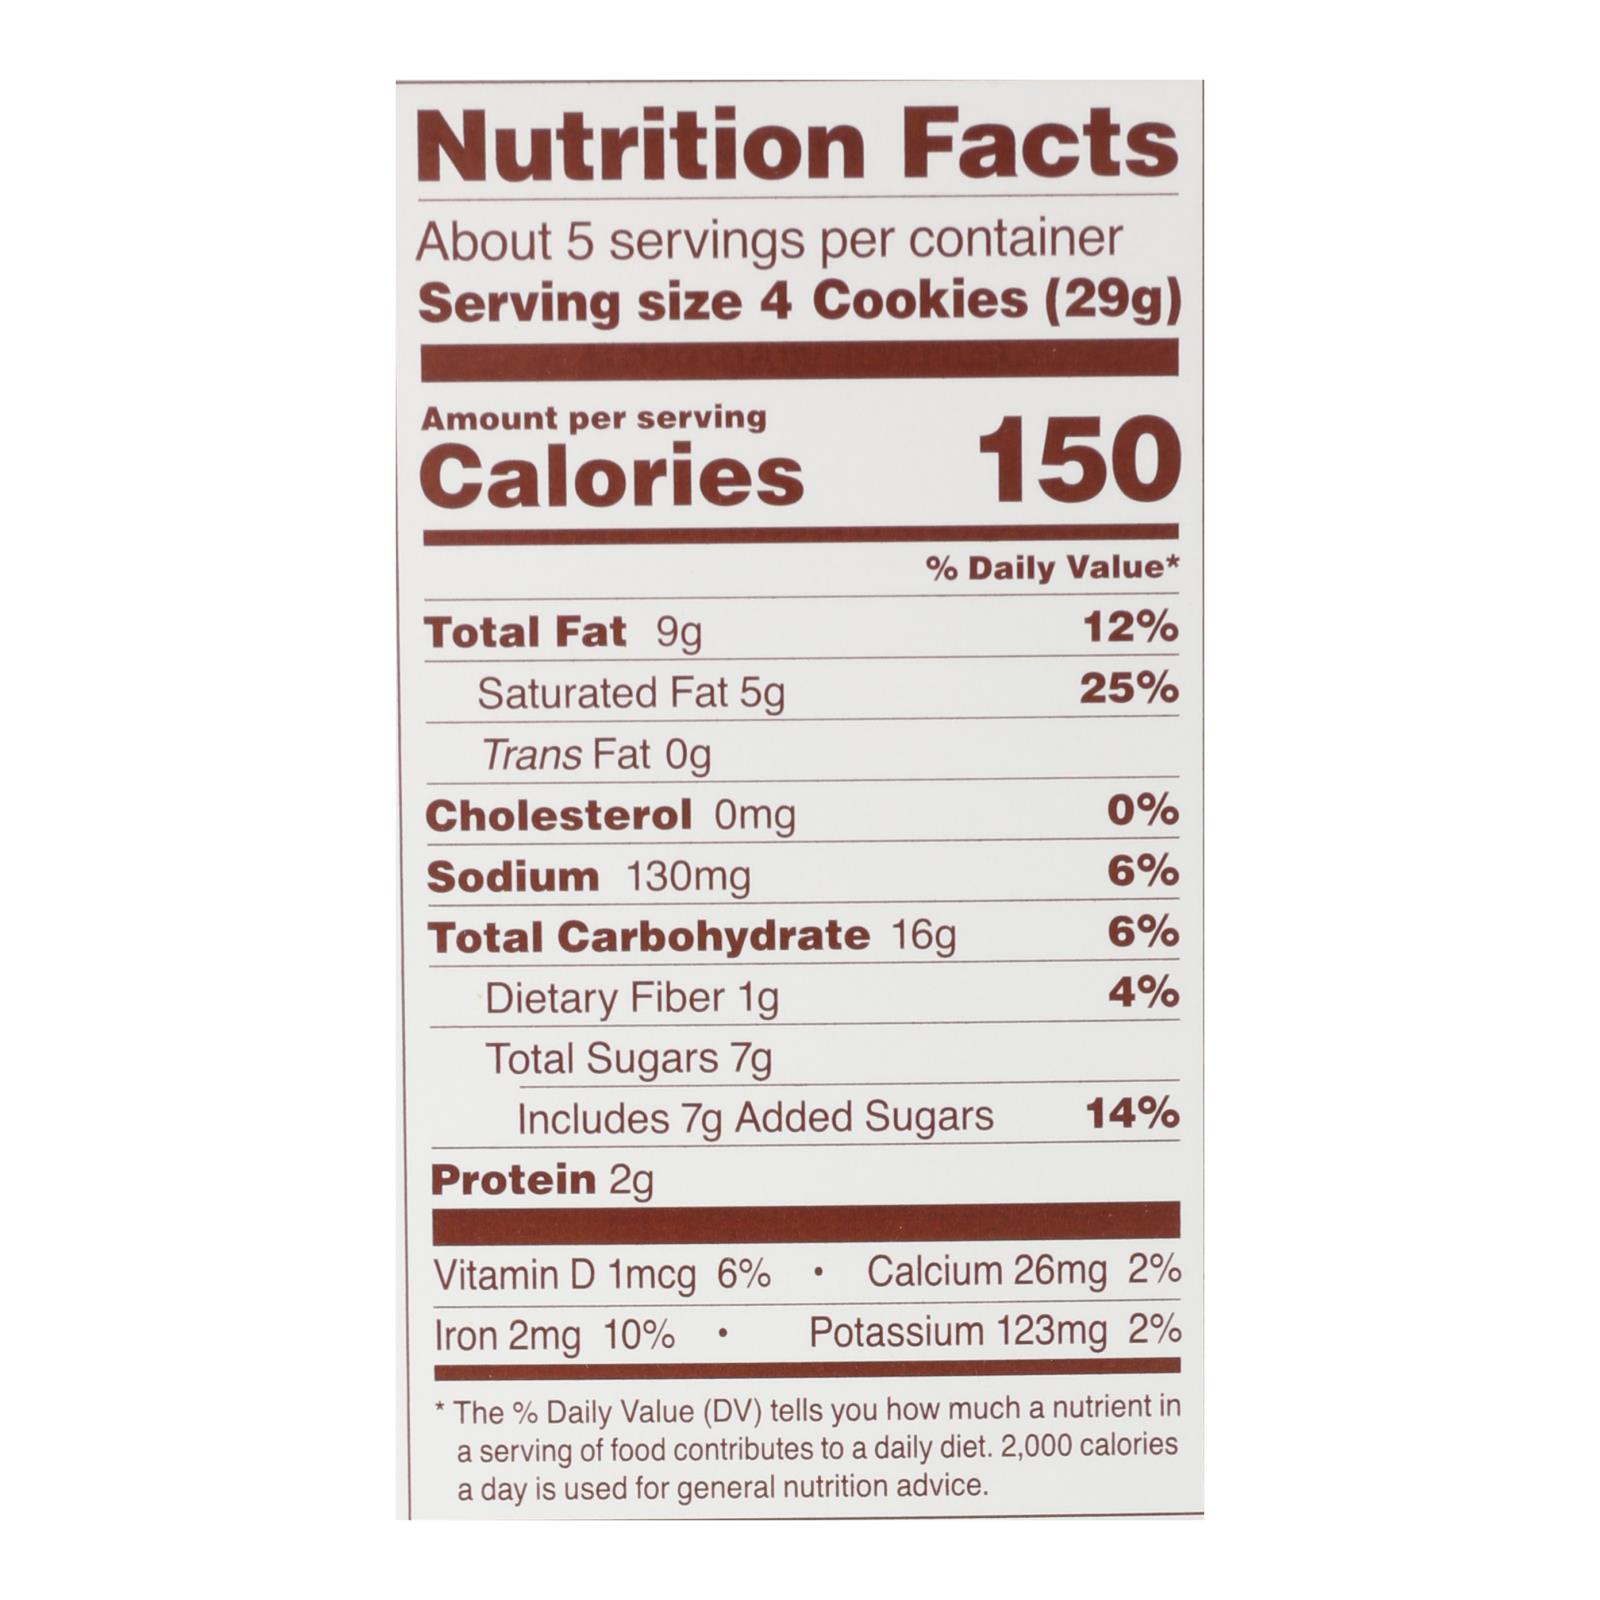 Nutrition Facts
About 5 servings per container
Serving size 4 Cookies (29g)
Amount per serving
Calories 150
% Daily Value*
Total Fat 9g 12%
Saturated Fat 5g 25%
Trans Fat 0g
Cholesterol 0mg 0%
Sodium 130mg 6%
Total Carbohydrate 16g 6%
Dietary Fiber 1g 4%
Total Sugars 7g
Includes 7g Added Sugars 14%
Protein 2g
Vitamin D 1mcg 6% • Calcium 26mg 2%
Iron 2mg 10% • Potassium 123mg 2%
* The % Daily Value (DV) tells you how much a nutrient in
a serving of food contributes to a daily diet. 2,000 calories
a day is used for general nutrition advice.